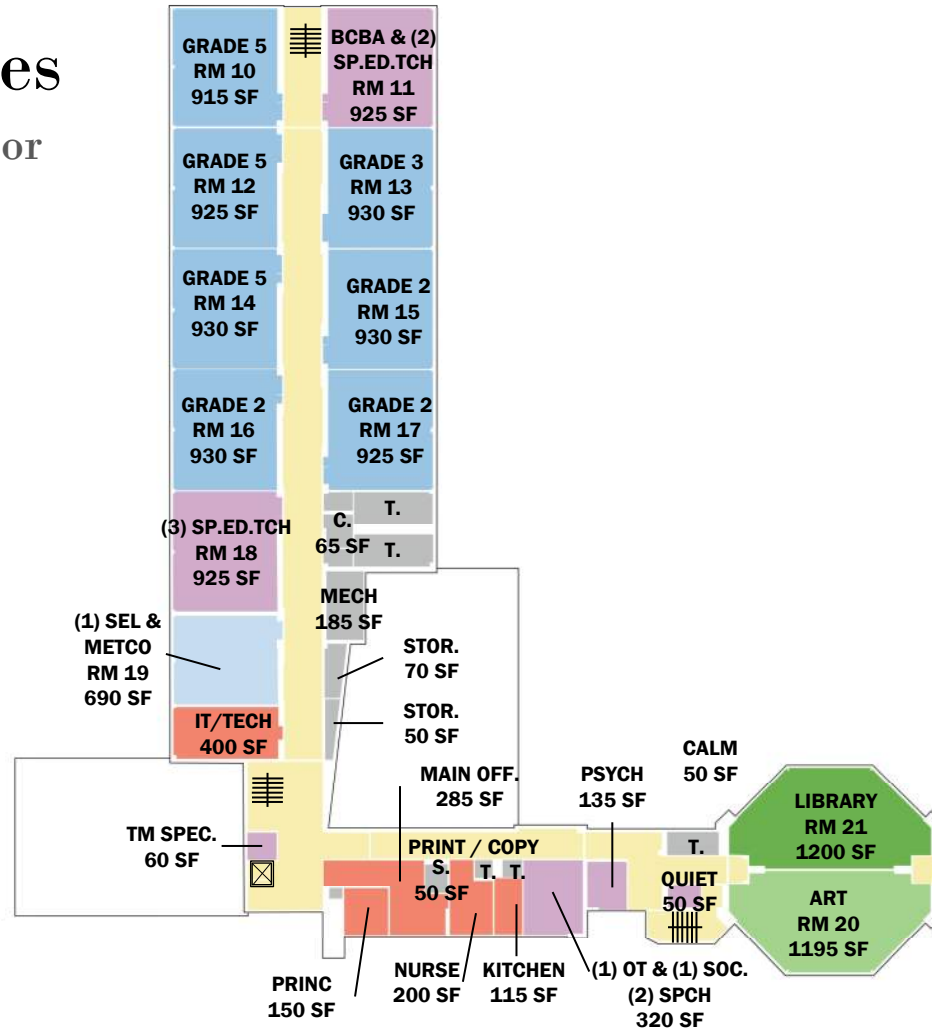 es
or
GRADE 5
RM 10
915 SF
BCBA & (2)
SP.ED.TCH
RM 11
925 SF
GRADE 5
RM 12
925 SF
GRADE 3
RM 13
930 SF
GRADE 5
RM 14
930 SF
GRADE 2
RM 15
930 SF
GRADE 2
RM 16
930 SF
GRADE 2
RM 17
925 SF
T.
C.
65 SF
T.
(3) SP.ED.TCH
RM 18
925 SF
MECH
185 SF
(1) SEL &
METCO
RM 19
690 SF
STOR.
70 SF
STOR.
50 SF
IT/TECH
400 SF
MAIN OFF.
285 SF
PSYCH
135 SF
CALM
50 SF
LIBRARY
RM 21
1200 SF
TM SPEC.
60 SF
PRINT / COPY
S.
50 SF
T.
T.
T.
QUIET
50 SF
ART
RM 20
1195 SF
PRINC
150 SF
NURSE
200 SF
KITCHEN
115 SF
(1) OT & (1) SOC.
(2) SPCH
320 SF